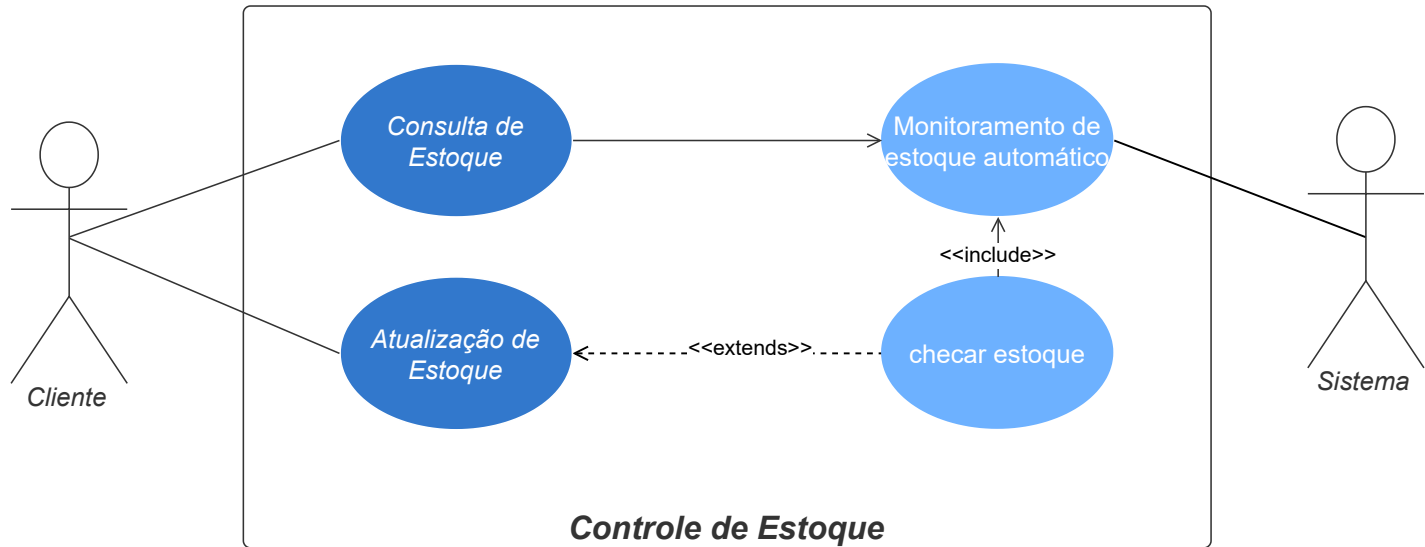 Consulta de
Estoque
Monitoramento de
estoque automático
<<include>>
Atualização de
Estoque
<<extends>>
checar estoque
Cliente
Sistema
Controle de Estoque